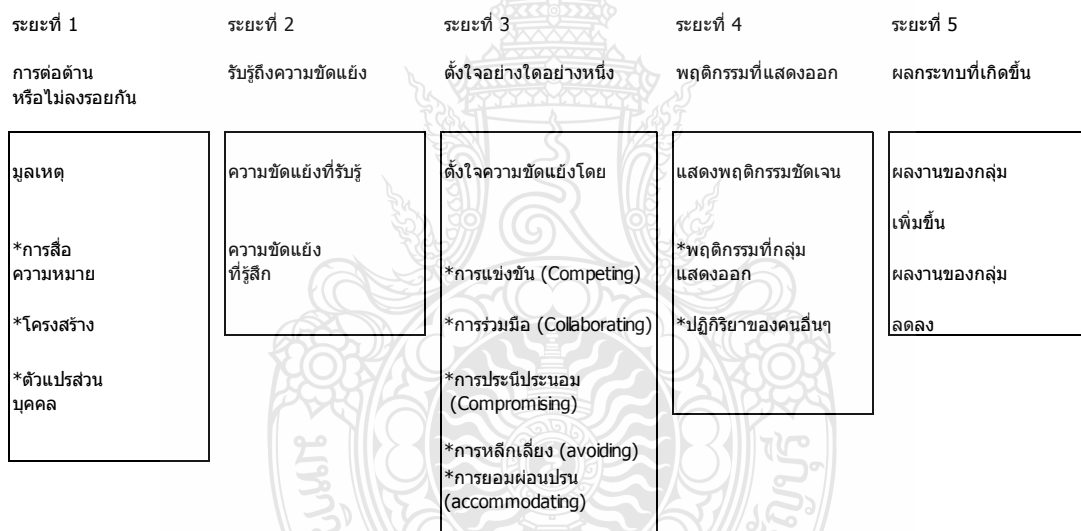 ระยะที่ 1
ระยะที่ 2
ระยะที่ 3
ระยะที่ 4
ระยะที่ 5
การต่อต้าน
หรือไม่ลงรอยกัน
รับรู้ถึงความขัดแย้ง
ตั้งใจอย่างใดอย่างหนึ่ง
พฤติกรรมที่แสดงออก
ผลกระทบที่เกิดขึ้น
มูลเหตุ
*การสื่อ
ความหมาย
*โครงสร้าง
*ตัวแปรส่วน
บุคคล
ความขัดแย้งที่รับรู้
ความขัดแย้ง
ที่รู้สึก
ตั้งใจความขัดแย้งโดย
*การแข่งขัน (Competing)
*การร่วมมือ (Collaborating)
*การประนีประนอม
(Compromising)
*การหลีกเลี่ยง (avoiding)
*การยอมผ่อนปรน
(accommodating)
แสดงพฤติกรรมชัดเจน
*พฤติกรรมที่กลุ่ม
แสดงออก
*ปฏิกิริยาของคนอื่นๆ
ผลงานของกลุ่ม
เพิ่มขึ้น
ผลงานของกลุ่ม
ลดลง